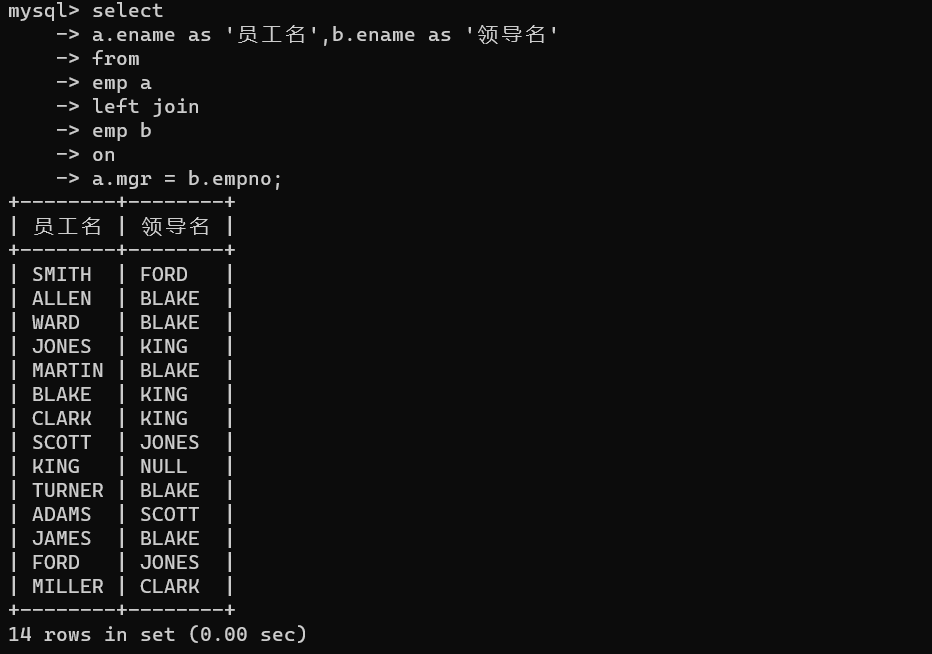 mysql> select
    -> a.ename as '员工名',b.ename as '领导名'
    -> from
    -> emp a
    -> left join
    -> emp b
    -> on
    -> a.mgr = b.empno;
+--------+--------+
| 员工名 | 领导名 |
+--------+--------+
| SMITH  | FORD   |
| ALLEN  | BLAKE  |
| WARD   | BLAKE  |
| JONES  | KING   |
| MARTIN | BLAKE  |
| BLAKE  | KING   |
| CLARK  | KING   |
| SCOTT  | JONES  |
| KING   | NULL   |
| TURNER | BLAKE  |
| ADAMS  | SCOTT  |
| JAMES  | BLAKE  |
| FORD   | JONES  |
| MILLER | CLARK  |
+--------+--------+
14 rows in set (0.00 sec)